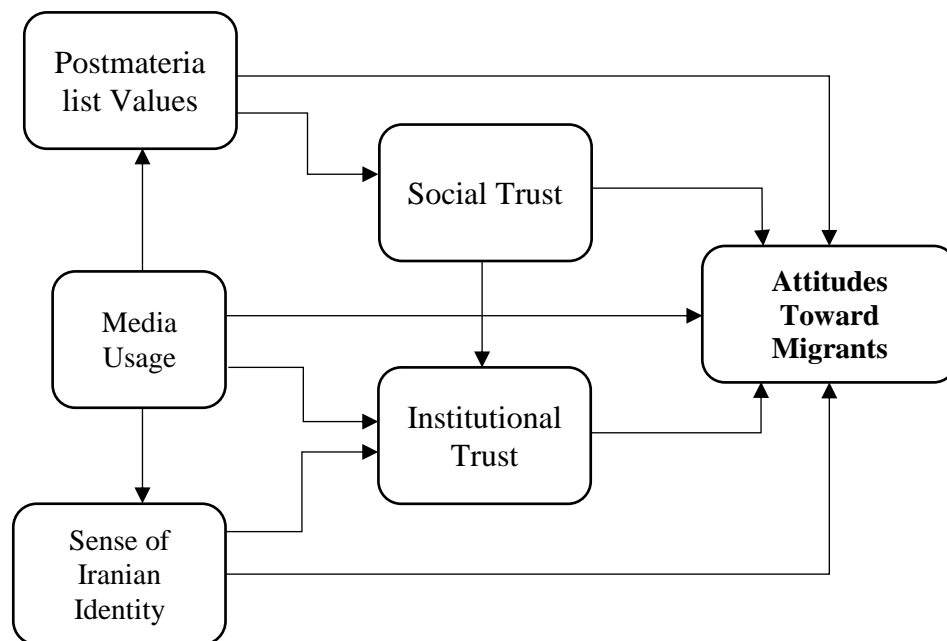 Postmateria
list Values
Social Trust
Attitudes
Toward
Migrants
Media
Usage
Institutional
Trust
Sense of
Iranian
Identity